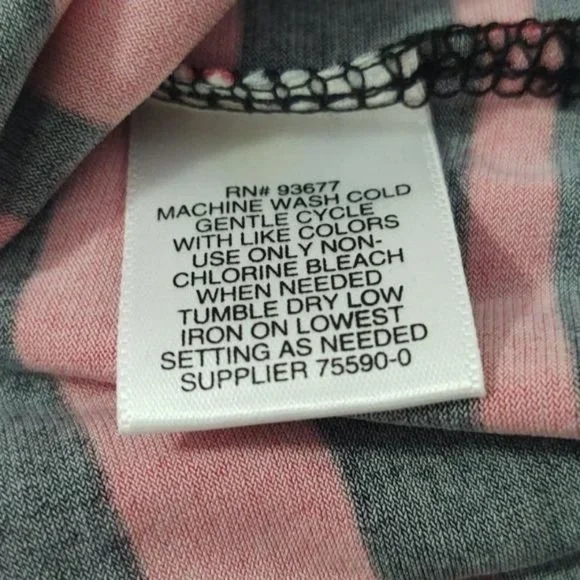 RN# 93677
MACHINE WASH COLD
GENTLE CYCLE
WITH LIKE COLORS
USE ONLY NON-
CHLORINE BLEACH
WHEN NEEDED
TUMBLE DRY LOW
IRON ON LOWEST
SETTING AS NEEDED
SUPPLIER 75590-0